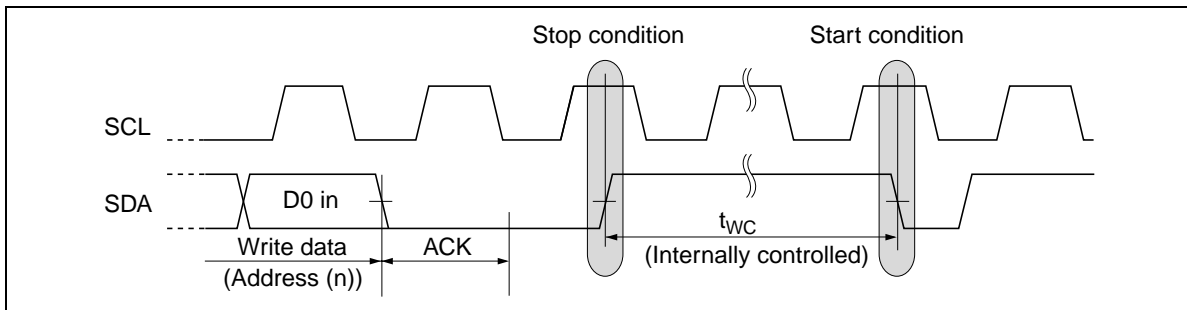 Stop condition
Start condition
SCL
SDA
D0 in
Write data
(Address (n))
ACK
tWC
(Internally controlled)